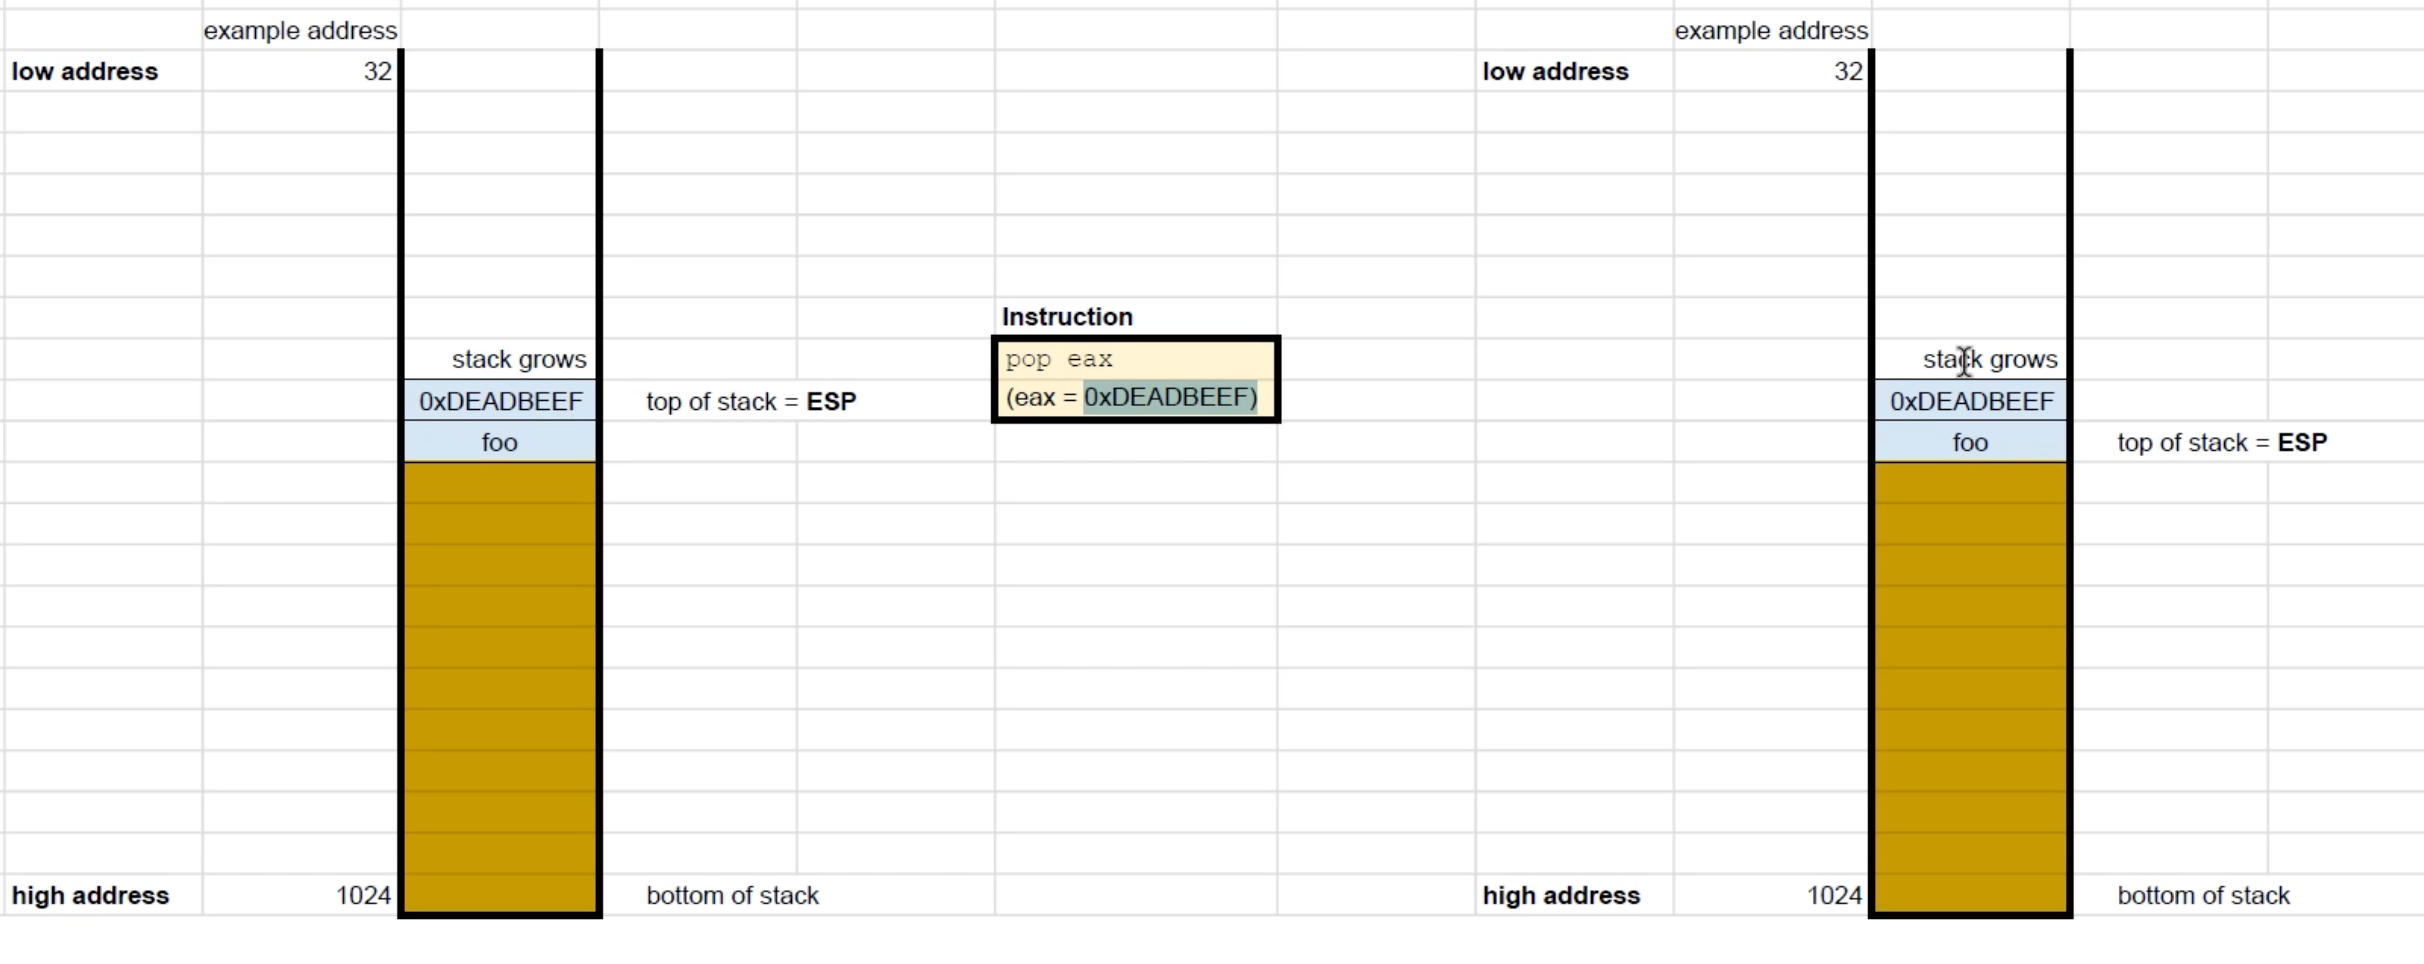 example address
low address 32
stack grows
0xDEADBEEF top of stack = ESP
foo
high address 1024 bottom of stack
Instruction
pop eax
(eax = 0xDEADBEEF)
example address
low address 32
stack grows
0xDEADBEEF
foo top of stack = ESP
high address 1024 bottom of stack